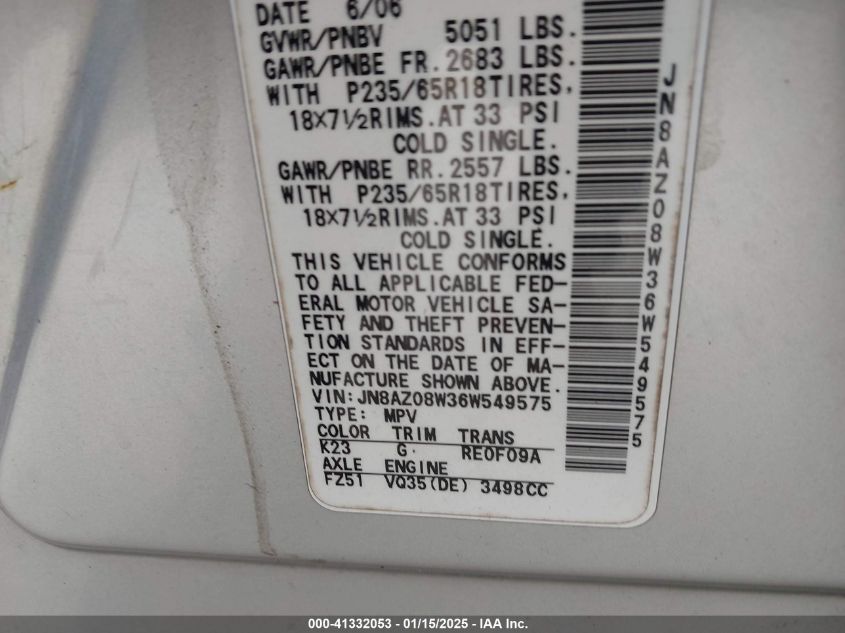 DATE 6/06
GVWR/PNBV 5051 LBS.
GAWR/PNBE FR. 2683 LBS.
WITH P235/65R18TIRES,
18X7½RIMS.AT 33 PSI
COLD SINGLE.
GAWR/PNBE RR. 2557 LBS.
WITH P235/65R18TIRES,
18X7½RIMS.AT 33 PSI
COLD SINGLE.
THIS VEHICLE CONFORMS
TO ALL APPLICABLE FED-
ERAL MOTOR VEHICLE SA-
FETY AND THEFT PREVEN-
TION STANDARDS IN EFF-
ECT ON THE DATE OF MA-
NUFACTURE SHOWN ABOVE.
VIN: JN8AZ08W36W549575
TYPE: MPV
COLOR TRIM TRANS
K23 G RE0F09A
AXLE ENGINE
FZ51 VQ35(DE) 3498CC
JN8AZ08W36W549575
000-41332053 - 01/15/2025 - IAA Inc.